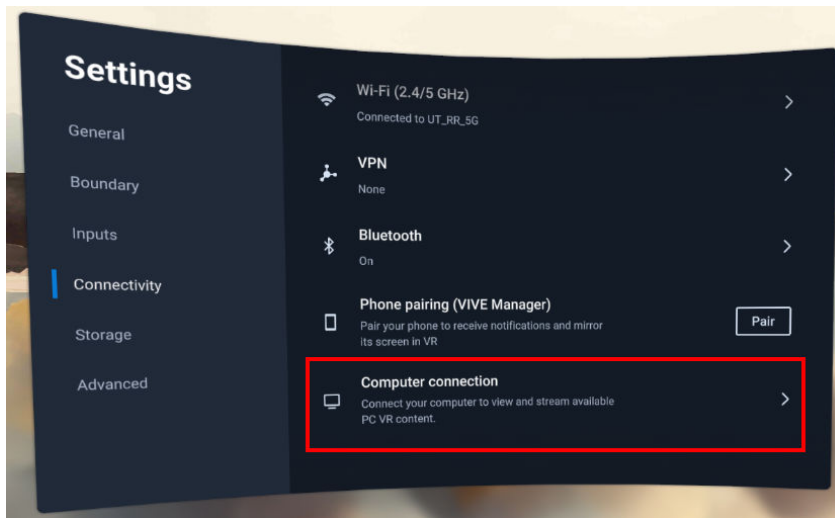 Settings
General
Boundary
Inputs
Connectivity
Storage
Advanced
Wi-Fi (2.4/5 GHz)
Connected to UT_RR_5G
VPN
None
Bluetooth
On
Phone pairing (VIVE Manager)
Pair your phone to receive notifications and mirror
its screen in VR
Pair
Computer connection
Connect your computer to view and stream available
PC VR content.